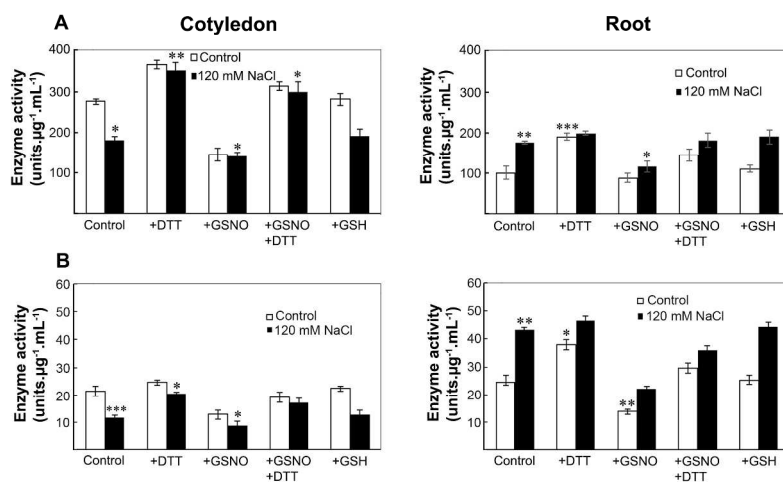 Cotyledon
Root
A
Enzyme activity
(units.µg-1.mL-1)
400
300
200
100
Control
120 mM NaCl
*
**
*
*
Control
+DTT
+GSNO
+GSNO
+DTT
+GSH
Enzyme activity
(units.µg-1.mL-1)
400
300
200
100
Control
120 mM NaCl
**
***
*
Control
+DTT
+GSNO
+GSNO
+DTT
+GSH
B
Enzyme activity
(units.µg-1.mL-1)
60
50
40
30
20
10
Control
120 mM NaCl
***
*
*
Control
+DTT
+GSNO
+GSNO
+DTT
+GSH
Enzyme activity
(units.µg-1.mL-1)
60
50
40
30
20
10
Control
120 mM NaCl
**
*
**
Control
+DTT
+GSNO
+GSNO
+DTT
+GSH